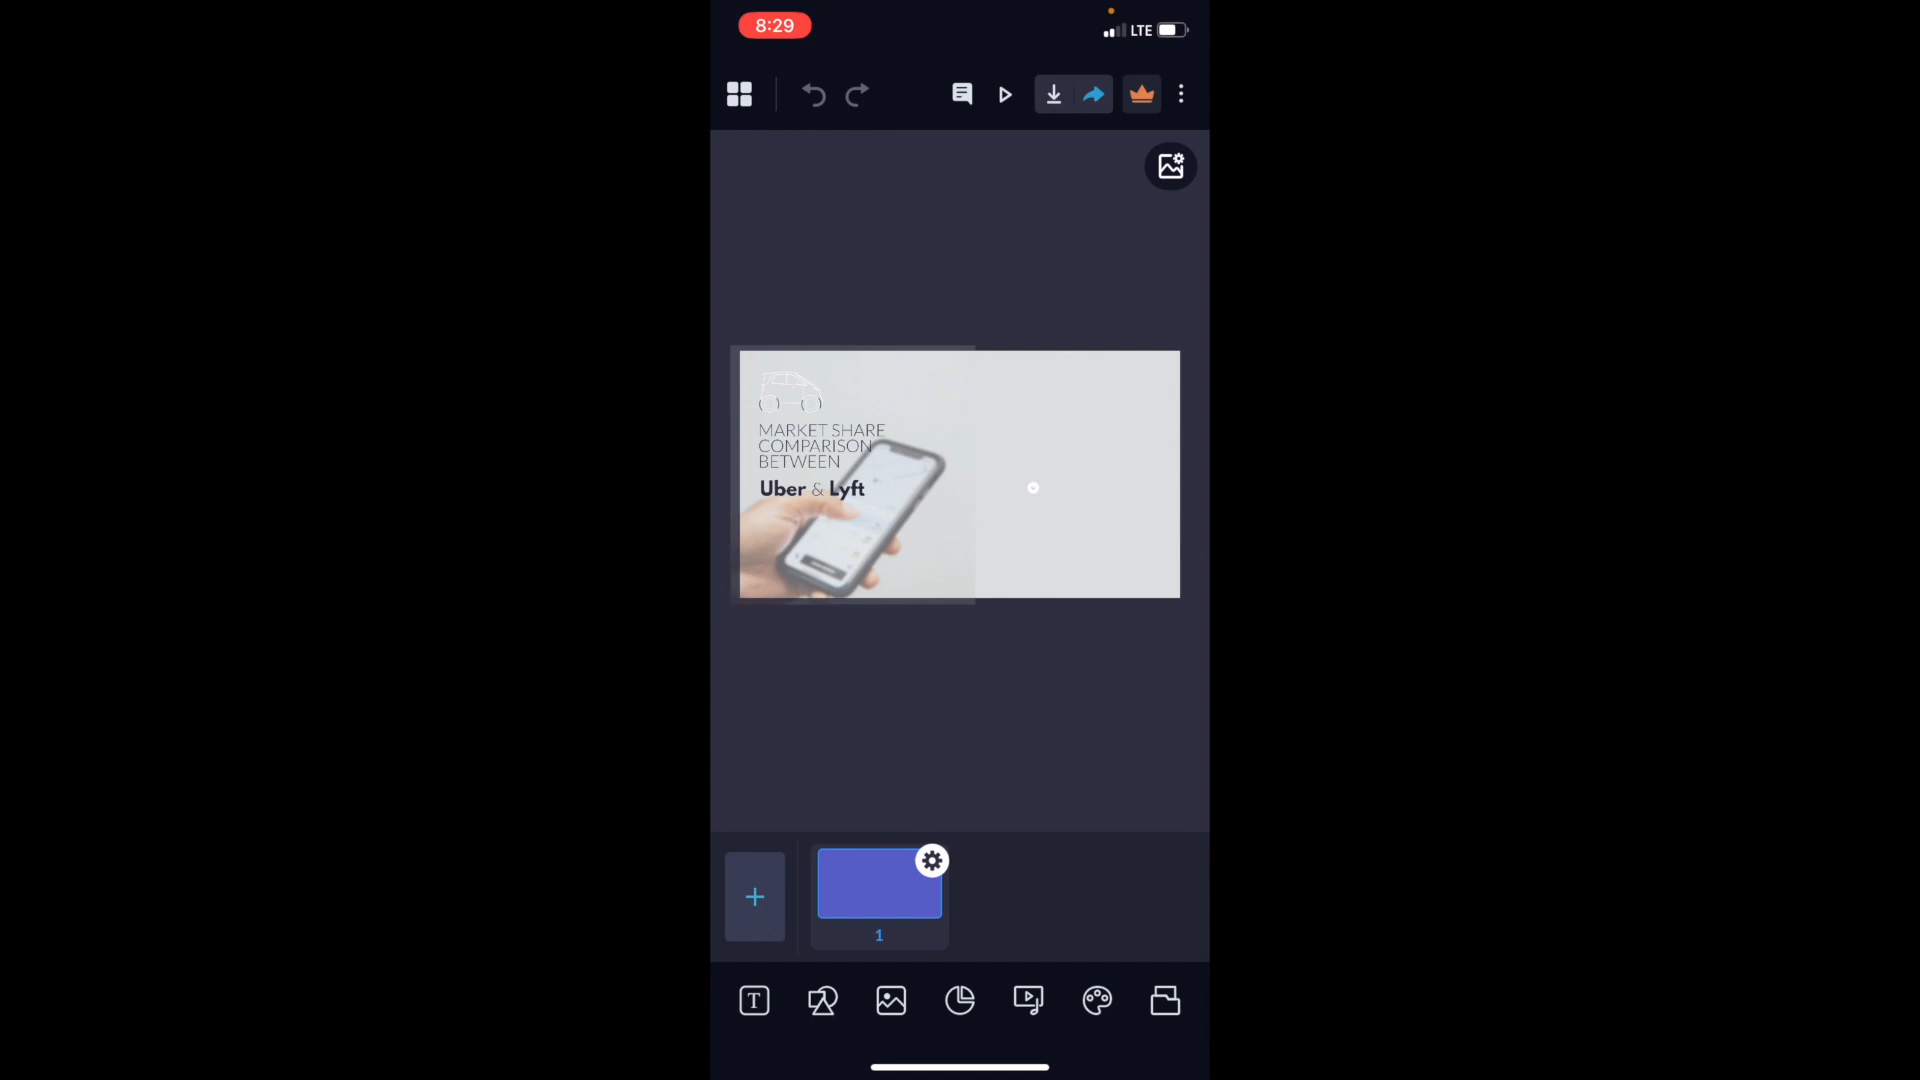 8:29
LTE
MARKET SHARE
COMPARISON
BETWEEN
Uber & Lyft
1
T